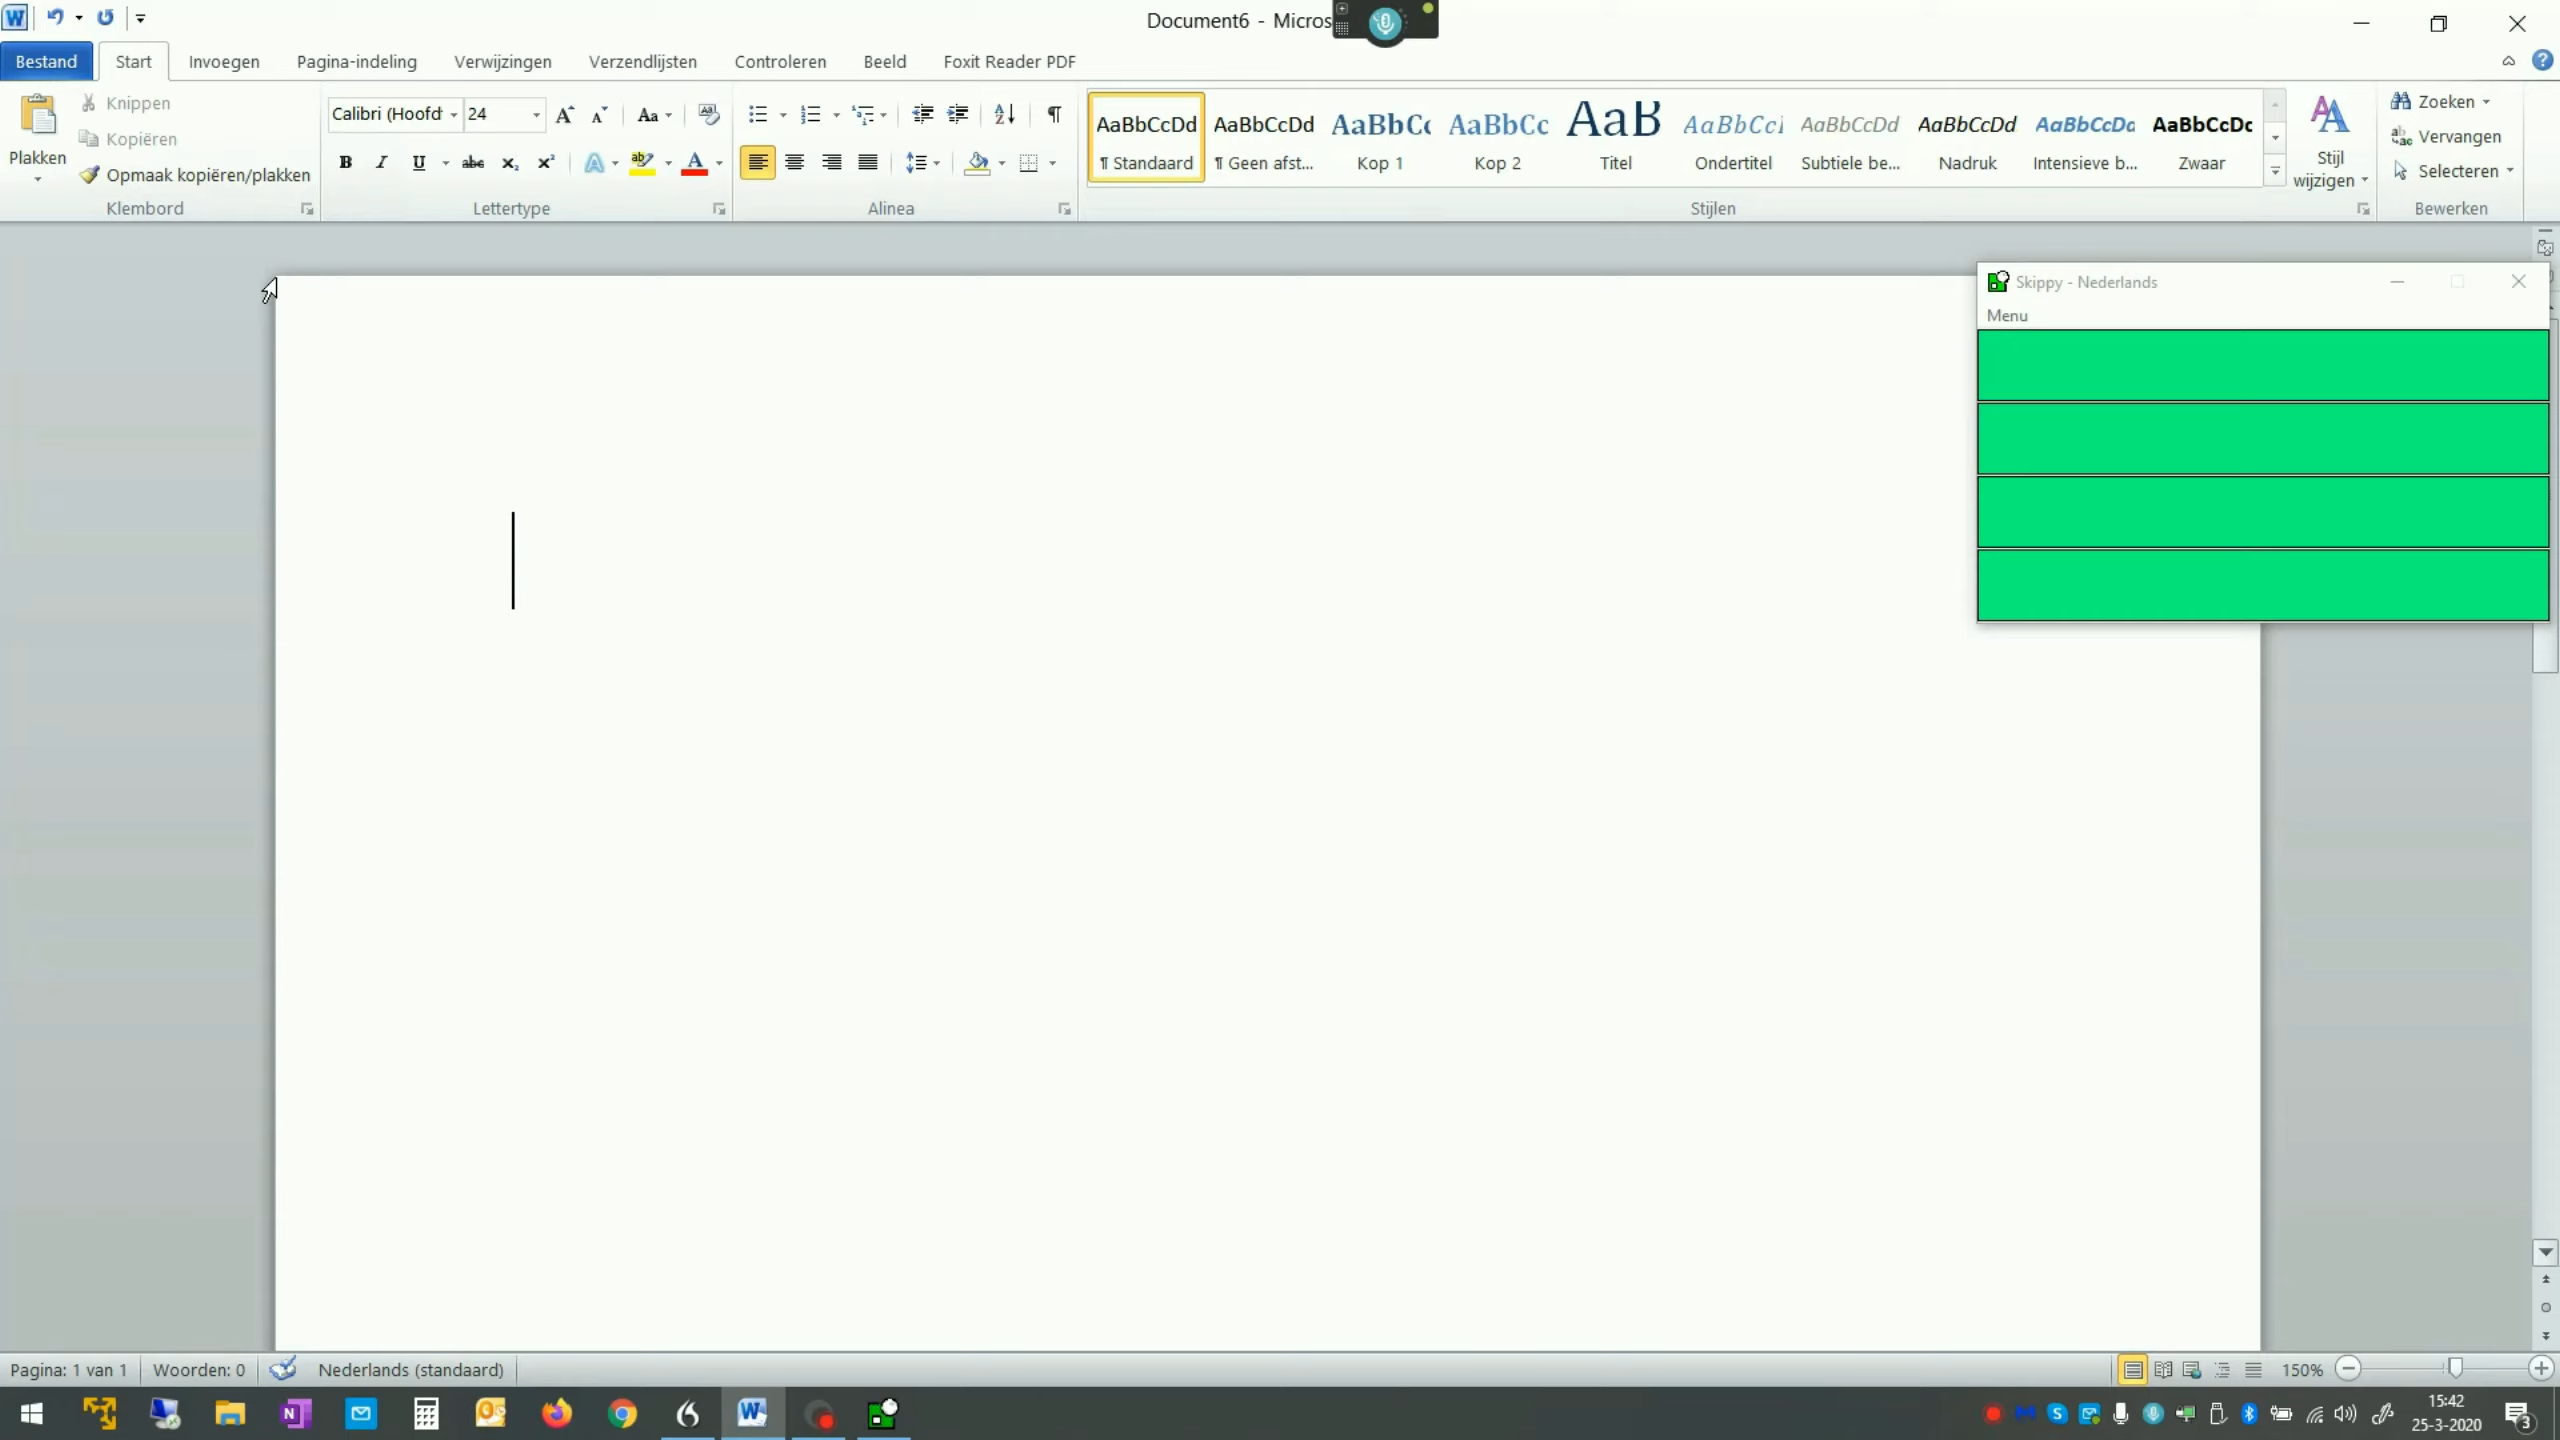 Document6 - Micros
Bestand Start Invoegen Pagina-indeling Verwijzingen Verzendlijsten Controleren Beeld Foxit Reader PDF
Plakken
Knippen
Kopiëren
Opmaak kopiëren/plakken
Klembord
Calibri (Hoofd 24
Lettertype
Alinea
AaBbCcDd AaBbCcDd AaBbCc AaBbCc AaB AaBbCcI AaBbCcDd AaBbCcDd AaBbCcDc AaBbCcDc
¶ Standaard ¶ Geen afst... Kop 1 Kop 2 Titel Ondertitel Subtiele be... Nadruk Intensieve b... Zwaar
Stijlen
Stijl
wijzigen
Zoeken
Vervangen
Selecteren
Bewerken
Skippy - Nederlands
Menu
Pagina: 1 van 1 Woorden: 0 Nederlands (standaard) 150%
15:42
25-3-2020
3